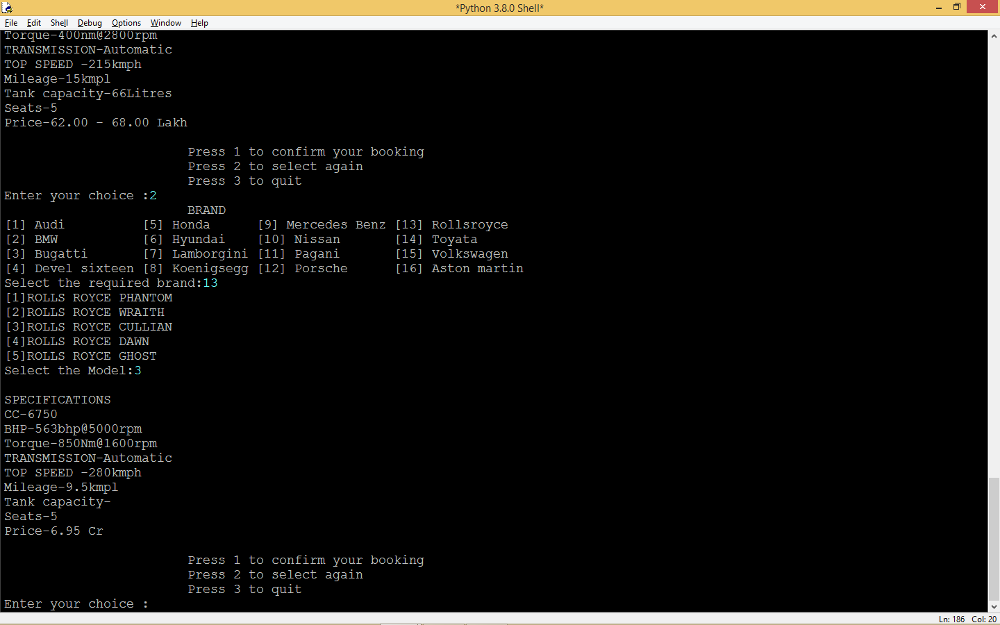 *Python 3.8.0 Shell*
File Edit Shell Debug Options Window Help
Torque-400nm@2800rpm
TRANSMISSION-Automatic
TOP SPEED -215kmph
Mileage-15kmpl
Tank capacity-66Litres
Seats-5
Price-62.00 - 68.00 Lakh
Press 1 to confirm your booking
Press 2 to select again
Press 3 to quit
Enter your choice :2
BRAND
[1] Audi [5] Honda [9] Mercedes Benz [13] Rollsroyce
[2] BMW [6] Hyundai [10] Nissan [14] Toyata
[3] Bugatti [7] Lamborgini [11] Pagani [15] Volkswagen
[4] Devel sixteen [8] Koenigsegg [12] Porsche [16] Aston martin
Select the required brand:13
[1]ROLLS ROYCE PHANTOM
[2]ROLLS ROYCE WRAITH
[3]ROLLS ROYCE CULLIAN
[4]ROLLS ROYCE DAWN
[5]ROLLS ROYCE GHOST
Select the Model:3
SPECIFICATIONS
CC-6750
BHP-563bhp@5000rpm
Torque-850Nm@1600rpm
TRANSMISSION-Automatic
TOP SPEED -280kmph
Mileage-9.5kmpl
Tank capacity-
Seats-5
Price-6.95 Cr
Press 1 to confirm your booking
Press 2 to select again
Press 3 to quit
Enter your choice :
Ln: 186 Col: 20